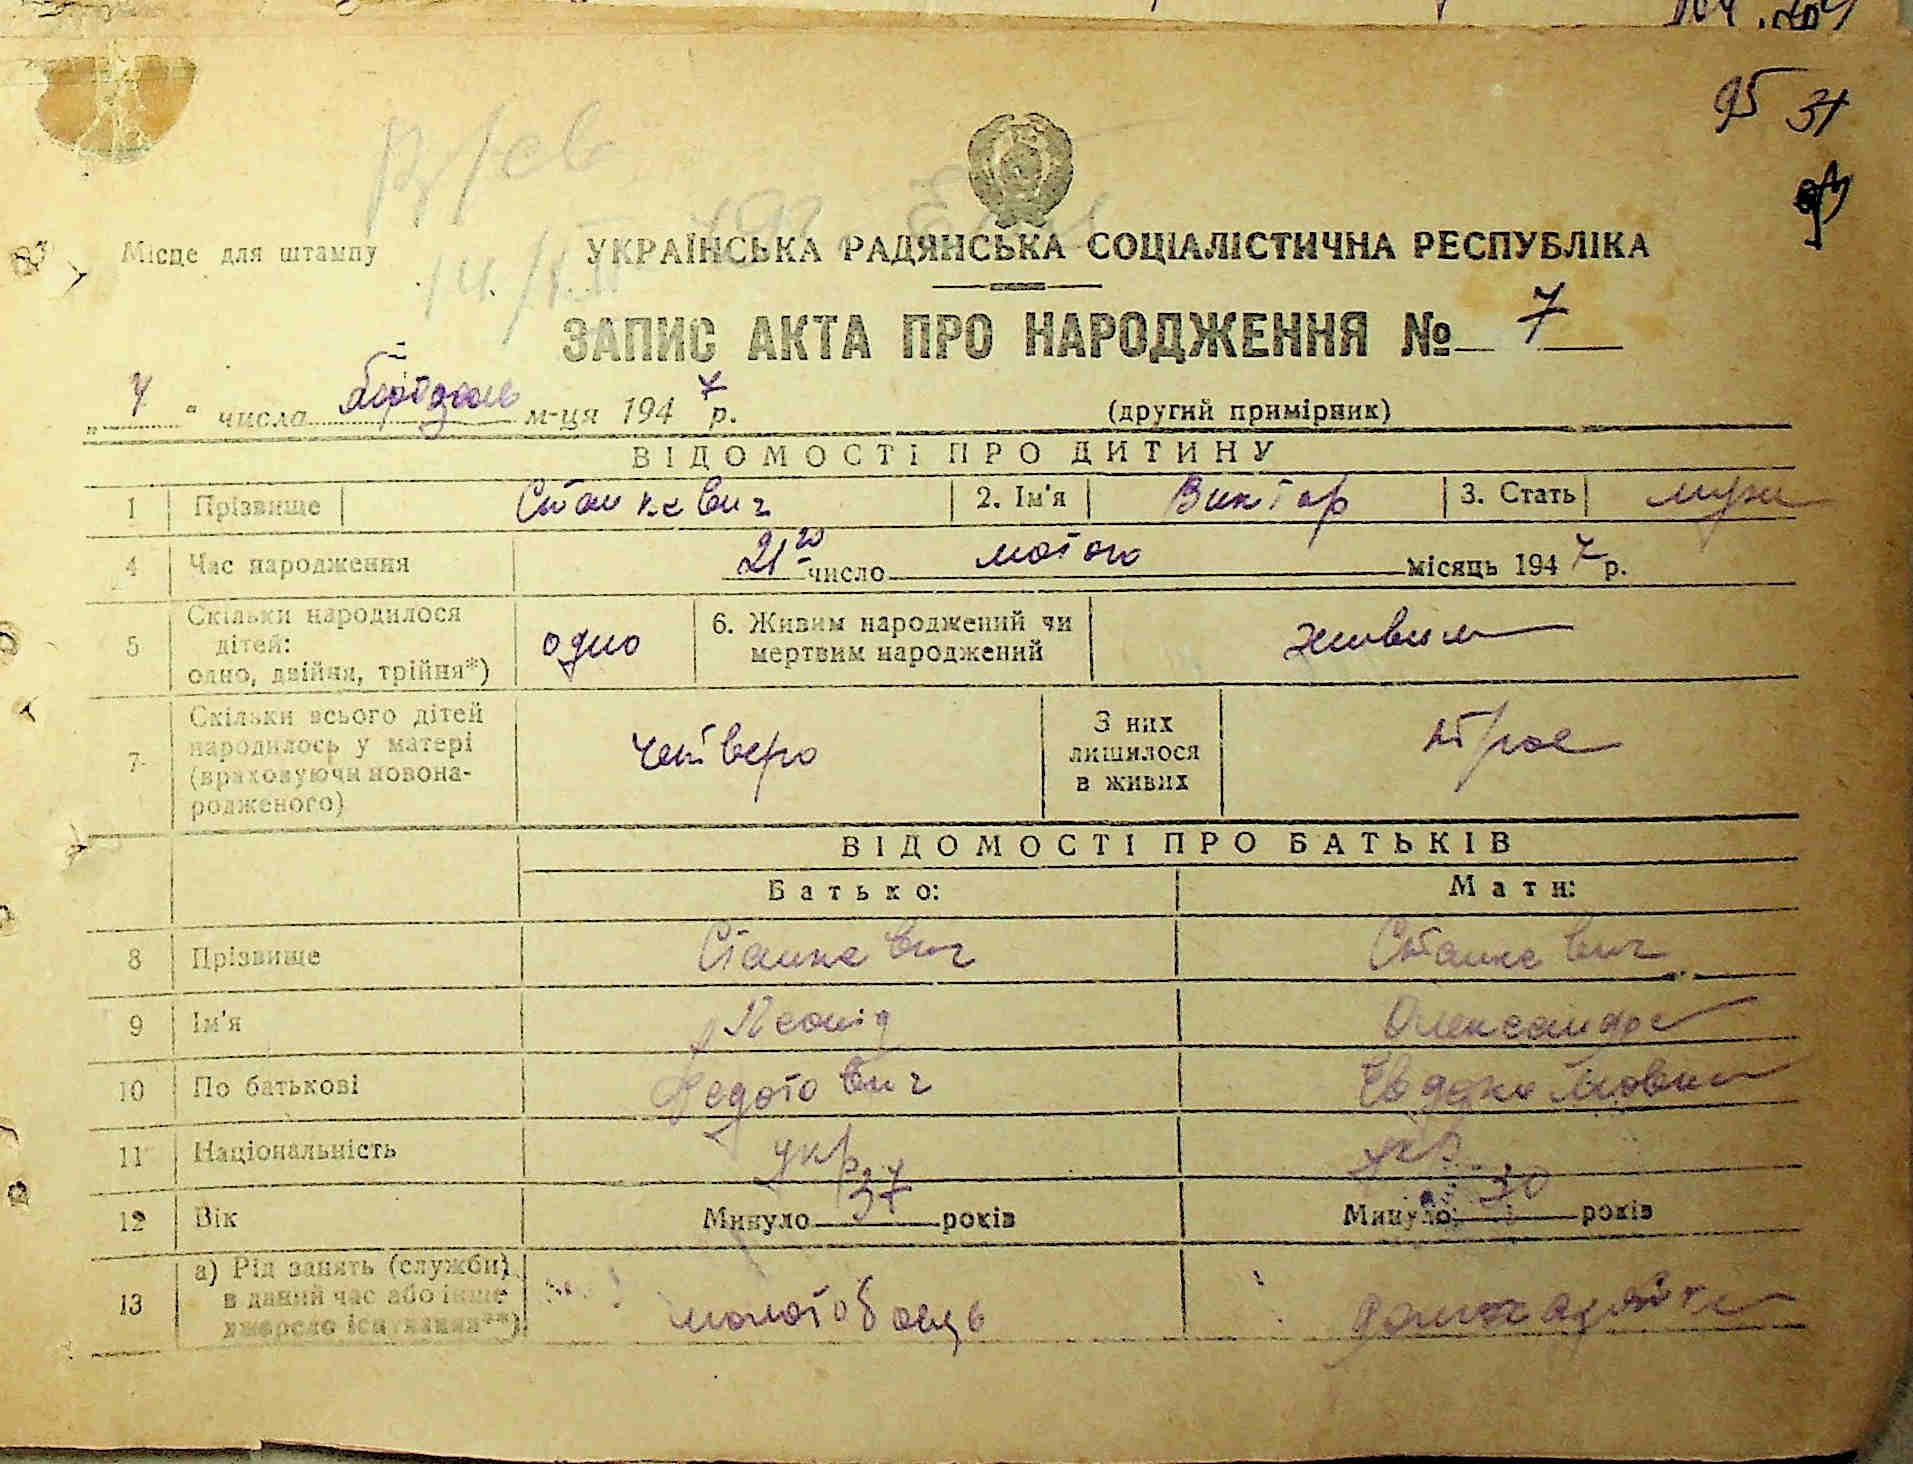 95 31
Місце для штампу
УКРАЇНСЬКА РАДЯНСЬКА СОЦІАЛІСТИЧНА РЕСПУБЛІКА
ЗАПИС АКТА ПРО НАРОДЖЕННЯ № 7
числа м-ця 1947 р.
(другий примірник)
ВІДОМОСТІ ПРО ДИТИНУ
1 Прізвище Станкевич 2. Ім'я Виктор 3. Стать муж
4 Час народження 21 число лютого місяць 1947 р.
5 Скільки народилося дітей: одно, двійня, трійня*) одно 6. Живим народжений чи мертвим народжений живим
7 Скільки всього дітей народилось у матері (враховуючи новонародженого) четверо З них лишилося в живих трое
ВІДОМОСТІ ПРО БАТЬКІВ
Батько: Мати:
8 Прізвище Станкевич Станкевич
9 Ім'я Леонід Олександра
10 По батькові Федотович Евдокимовна
11 Національність укр укр
12 Вік Минуло 37 років Минуло 30 років
13 а) Рід занять (служби) в даний час або інше джерело існування**) молотобоець домогадарка